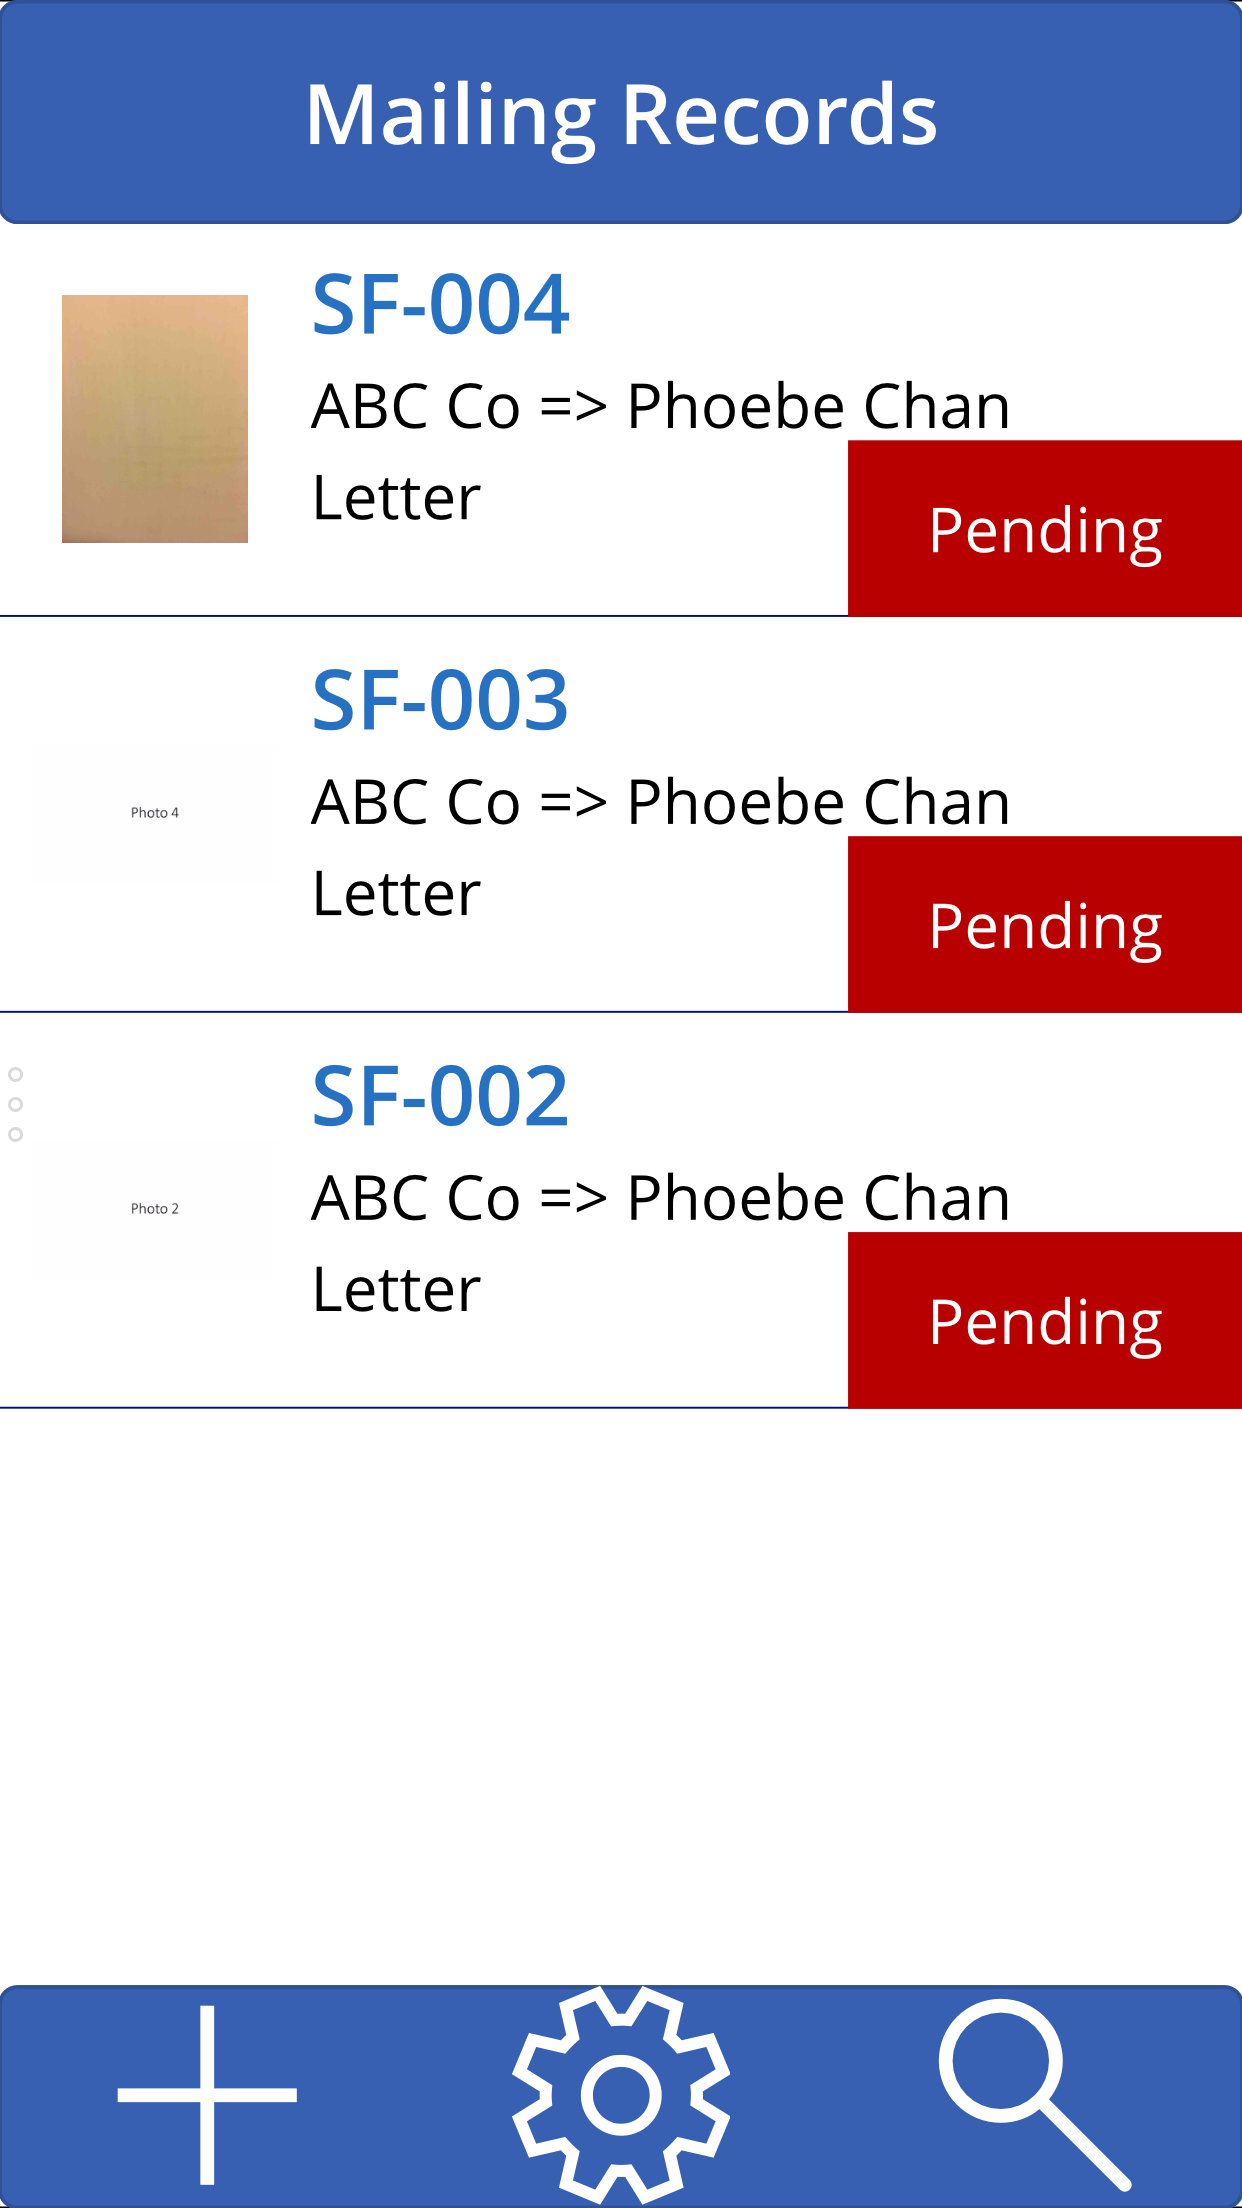 Mailing Records
SF-004
ABC Co => Phoebe Chan
Letter
Pending
SF-003
Photo 4
ABC Co => Phoebe Chan
Letter
Pending
SF-002
Photo 2
ABC Co => Phoebe Chan
Letter
Pending